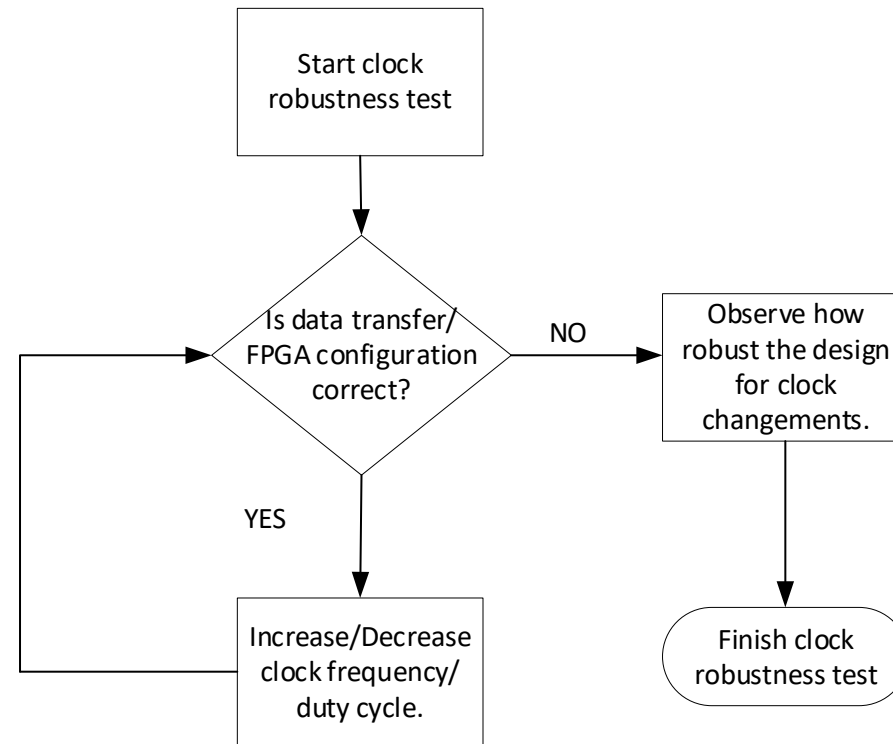 Start clock
robustness test
Is data transfer/
FPGA configuration
correct?
NO
Observe how
robust the design
for clock
changements.
YES
Increase/Decrease
clock frequency/
duty cycle.
Finish clock
robustness test